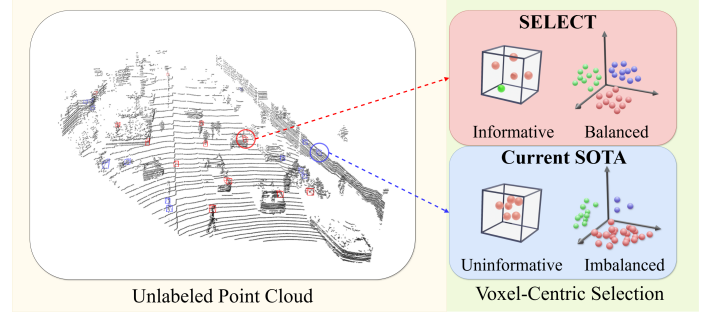 SELECT
Informative Balanced
Current SOTA
Uninformative Imbalanced
Unlabeled Point Cloud
Voxel-Centric Selection